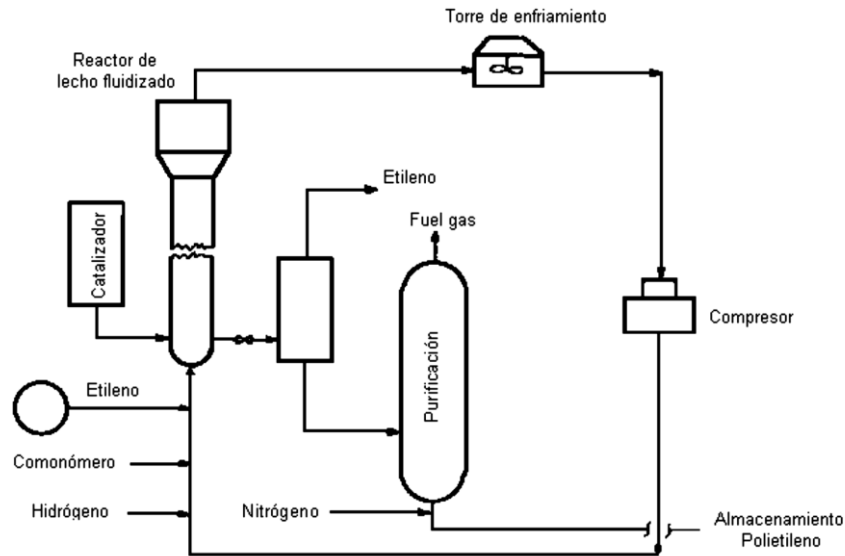 Torre de enfriamiento
Reactor de
lecho fluidizado
Etileno
Fuel gas
Catalizador
Compresor
Purificación
Etileno
Comonómero
Hidrógeno
Nitrógeno
Almacenamiento
Polietileno